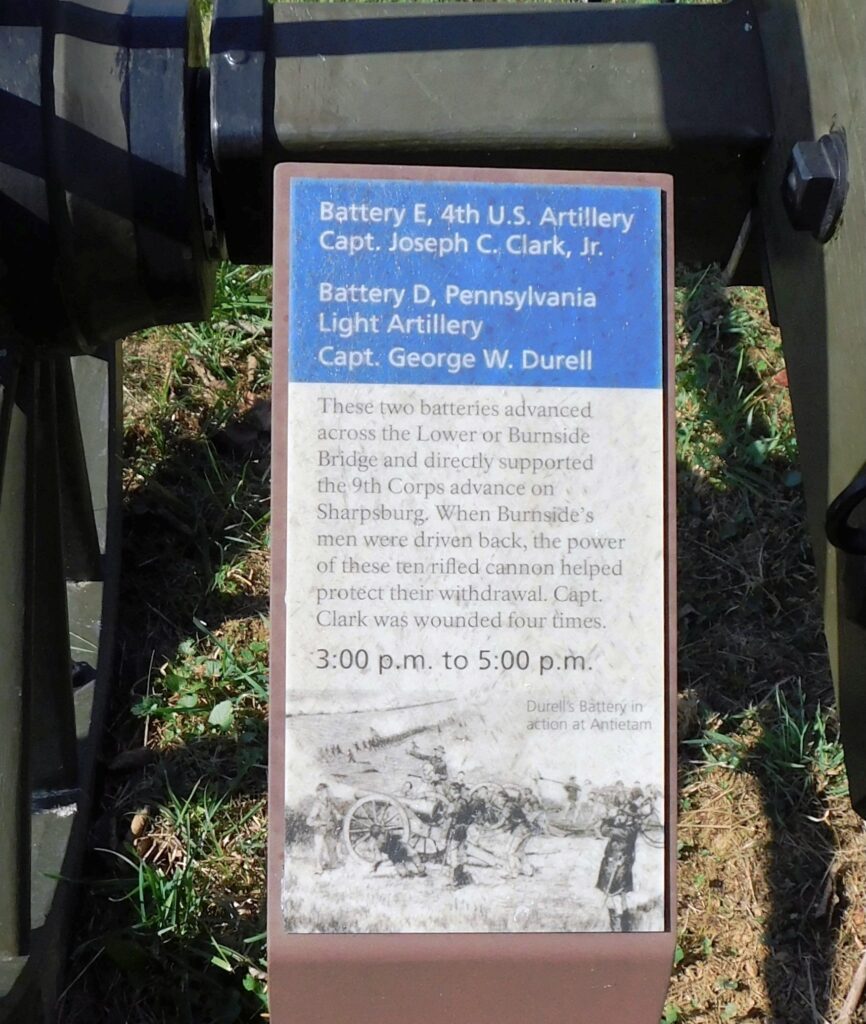 Battery E, 4th U.S. Artillery
Capt. Joseph C. Clark, Jr.
Battery D, Pennsylvania
Light Artillery
Capt. George W. Durell
These two batteries advanced
across the Lower or Burnside
Bridge and directly supported
the 9th Corps advance on
Sharpsburg. When Burnside's
men were driven back, the power
of these ten rifled cannon helped
protect their withdrawal. Capt.
Clark was wounded four times.
3:00 p.m. to 5:00 p.m.
Durell's Battery in
action at Antietam